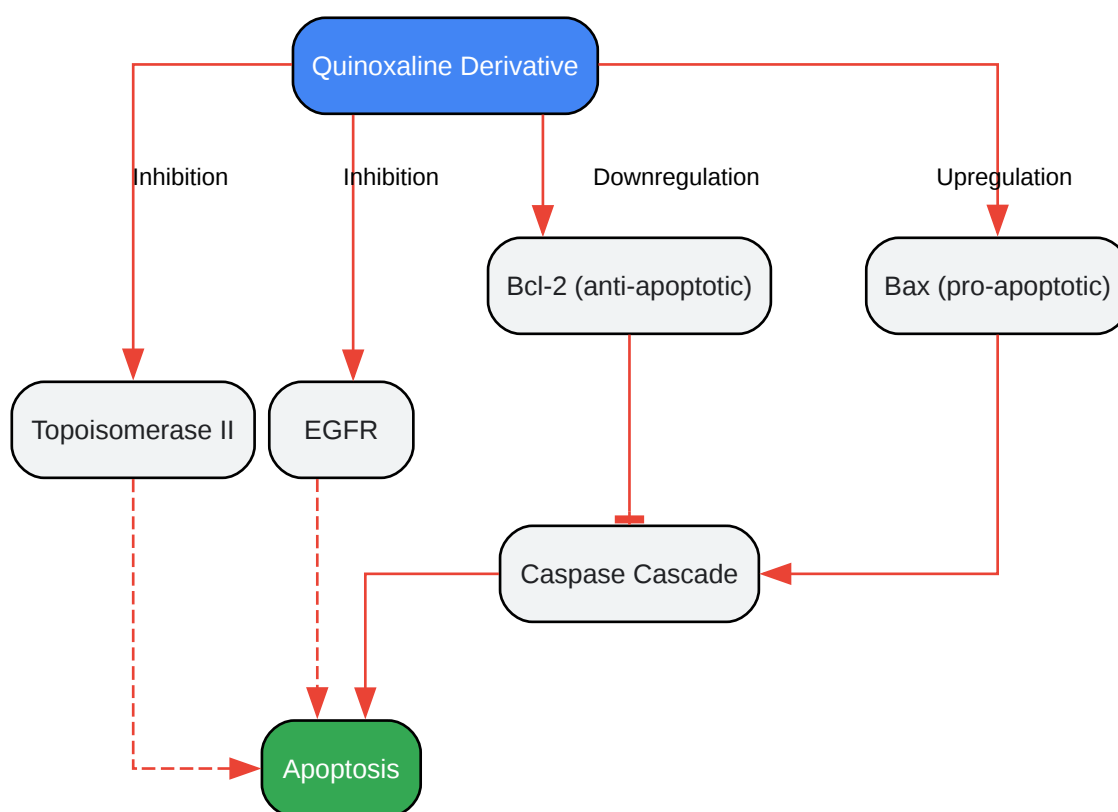 Quinoxaline Derivative
Inhibition
Inhibition
Downregulation
Upregulation
Bcl-2 (anti-apoptotic)
Bax (pro-apoptotic)
Topoisomerase II
EGFR
Caspase Cascade
Apoptosis